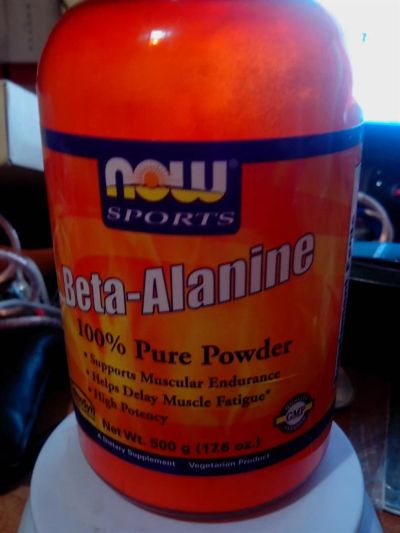 NOW®
SPORTS
Beta-Alanine
100% Pure Powder
• Supports Muscular Endurance
• Helps Delay Muscle Fatigue*
• High Potency
GMP
Net Wt. 500 g (17.6 oz.)
A Dietary Supplement Vegetarian Product